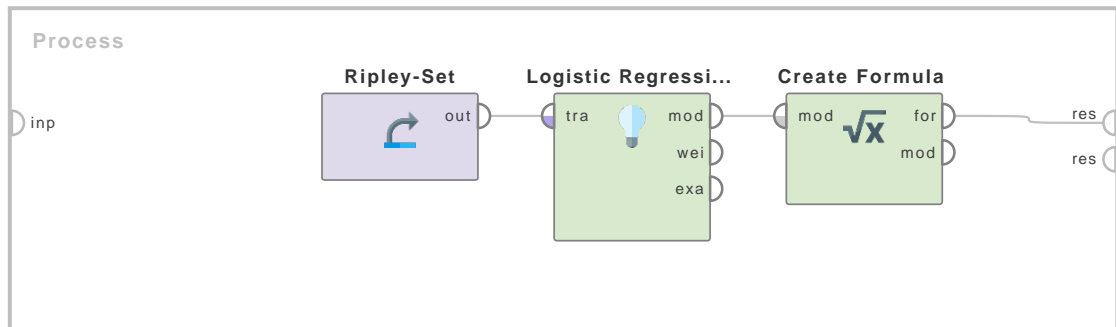 Process
Ripley-Set
Logistic Regressi...
Create Formula
inp
out
tra
mod
mod
for
res
wei
mod
res
exa